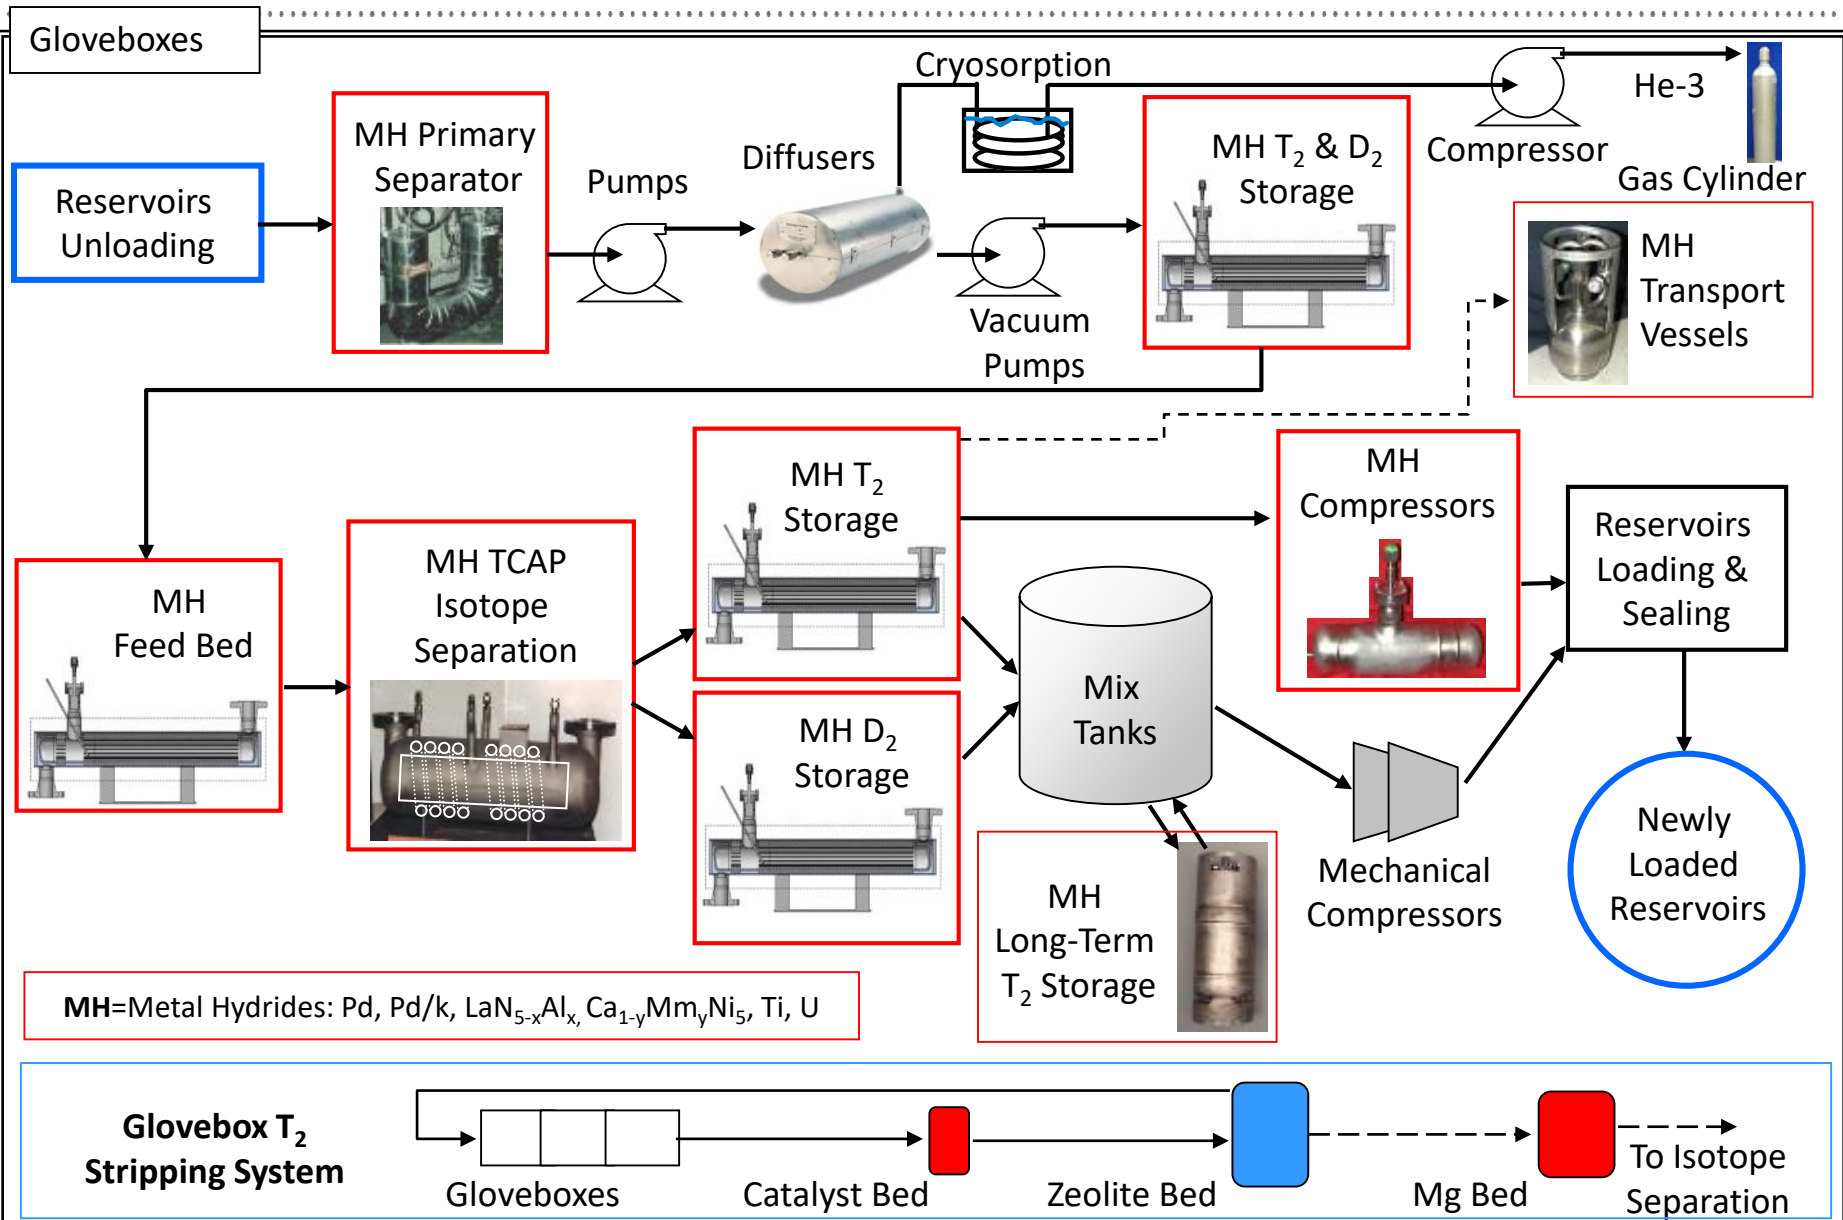 Gloveboxes
Cryosorption
He-3
Compressor
Gas Cylinder
MH Primary
Separator
Pumps
Diffusers
MH T₂ & D₂
Storage
Reservoirs
Unloading
Vacuum
Pumps
MH
Transport
Vessels
MH
Feed Bed
MH TCAP
Isotope
Separation
MH T₂
Storage
MH D₂
Storage
Mix
Tanks
MH
Compressors
Reservoirs
Loading &
Sealing
MH
Long-Term
T₂ Storage
Mechanical
Compressors
Newly
Loaded
Reservoirs
MH=Metal Hydrides: Pd, Pd/k, LaN₅₋ₓAlₓ, Ca₁₋ᵧMmᵧNi₅, Ti, U
Glovebox T₂
Stripping System
Gloveboxes
Catalyst Bed
Zeolite Bed
Mg Bed
To Isotope
Separation